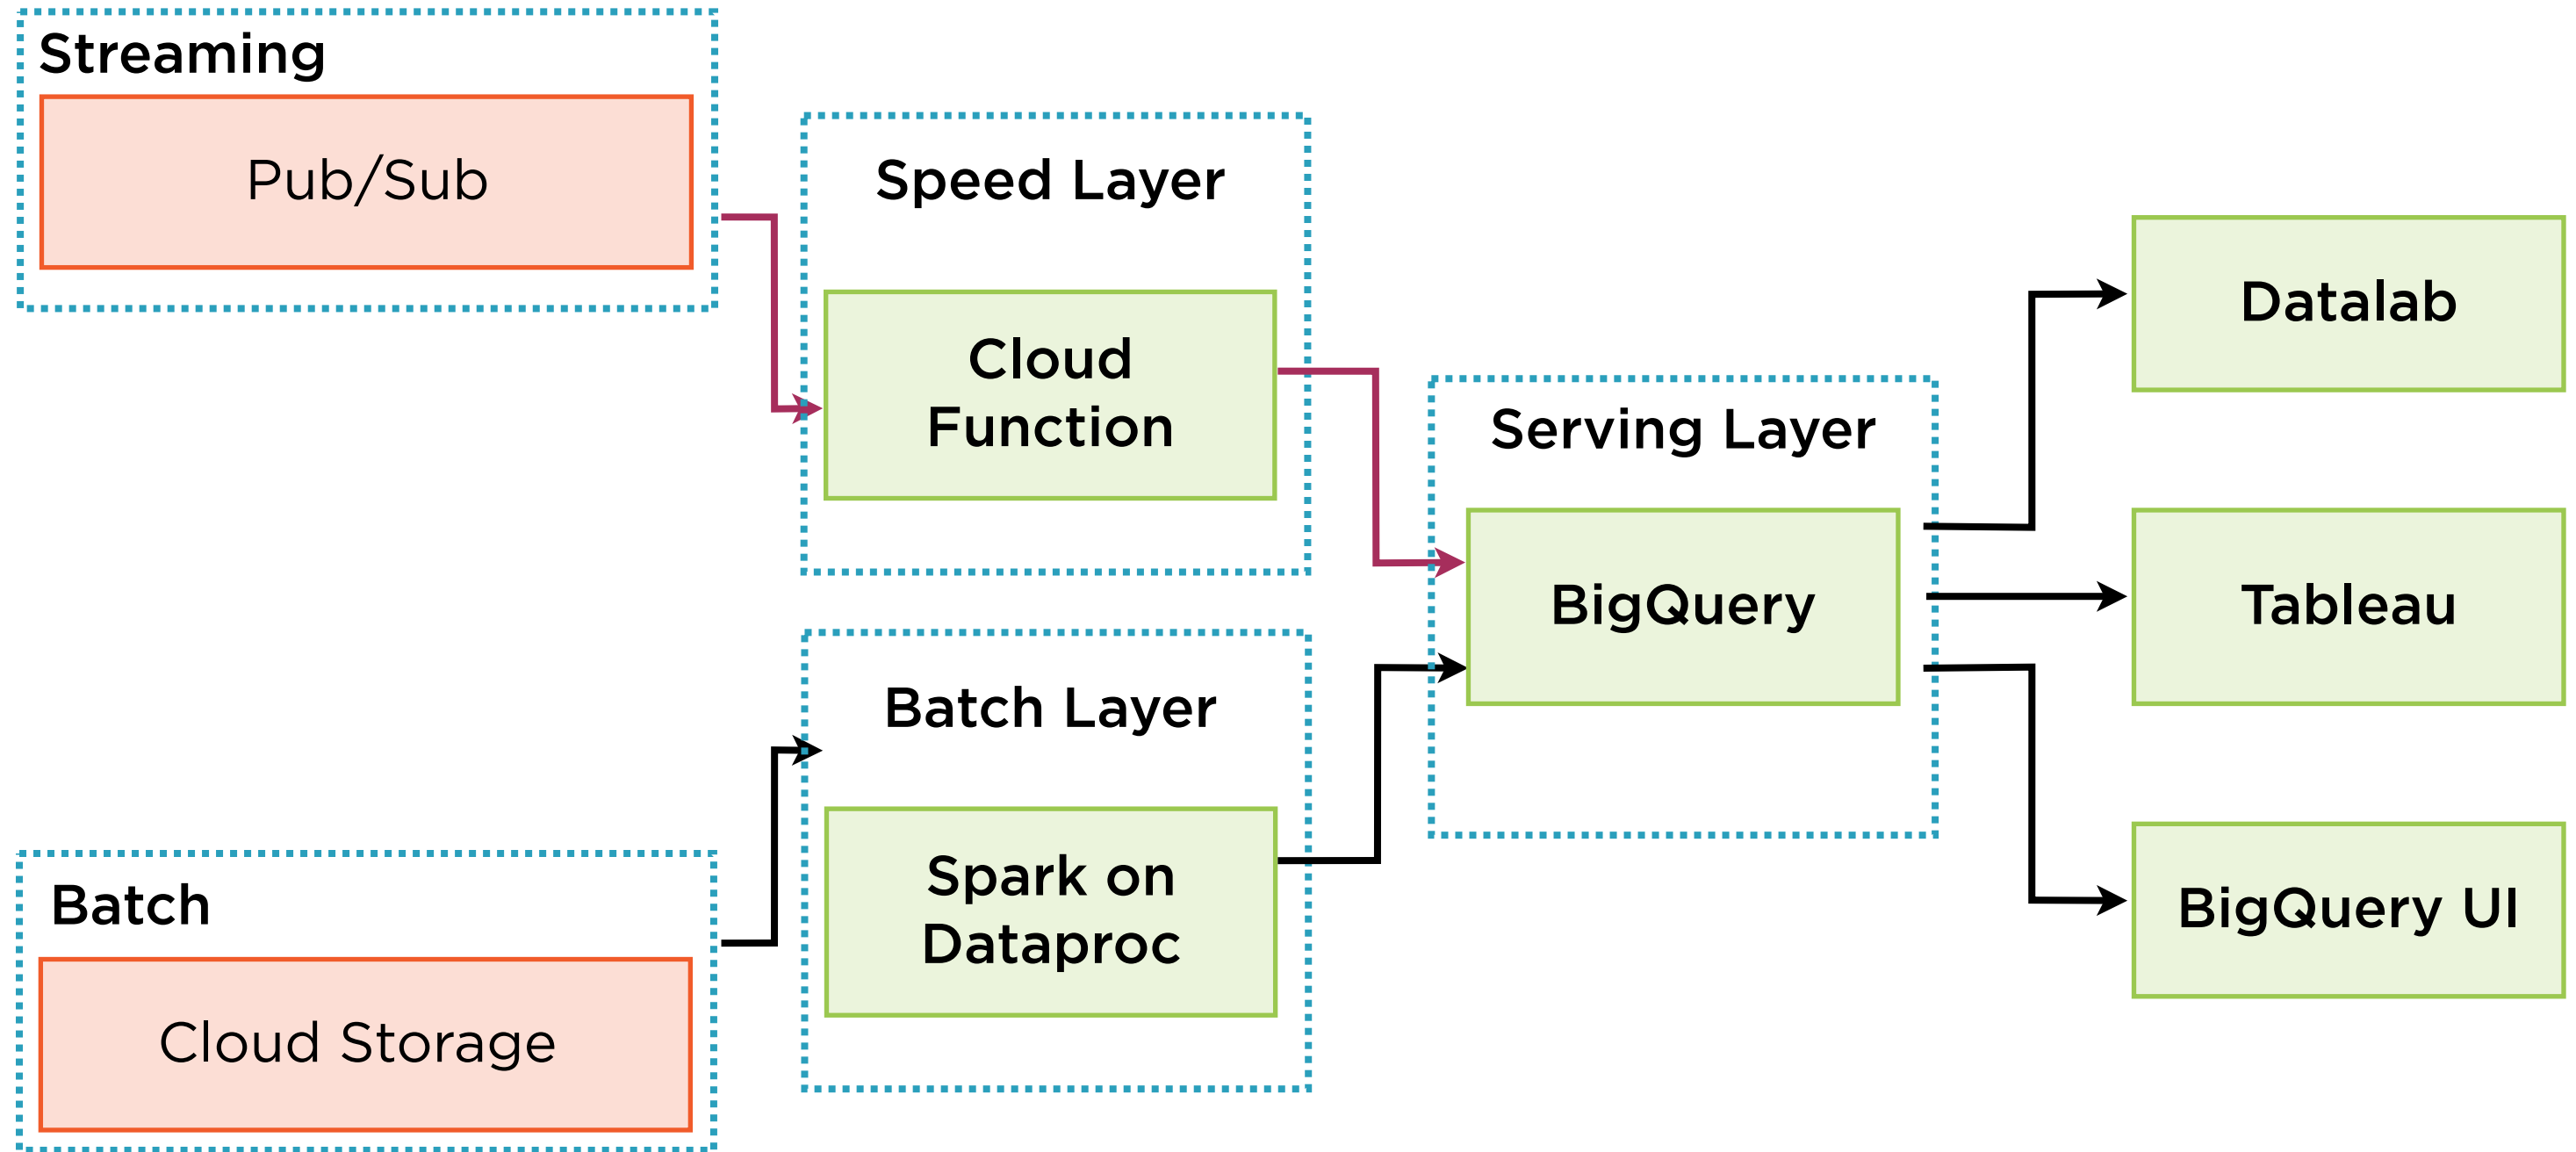 Streaming
Pub/Sub
Speed Layer
Cloud
Function
Batch
Cloud Storage
Batch Layer
Spark on
Dataproc
Serving Layer
BigQuery
Datalab
Tableau
BigQuery UI